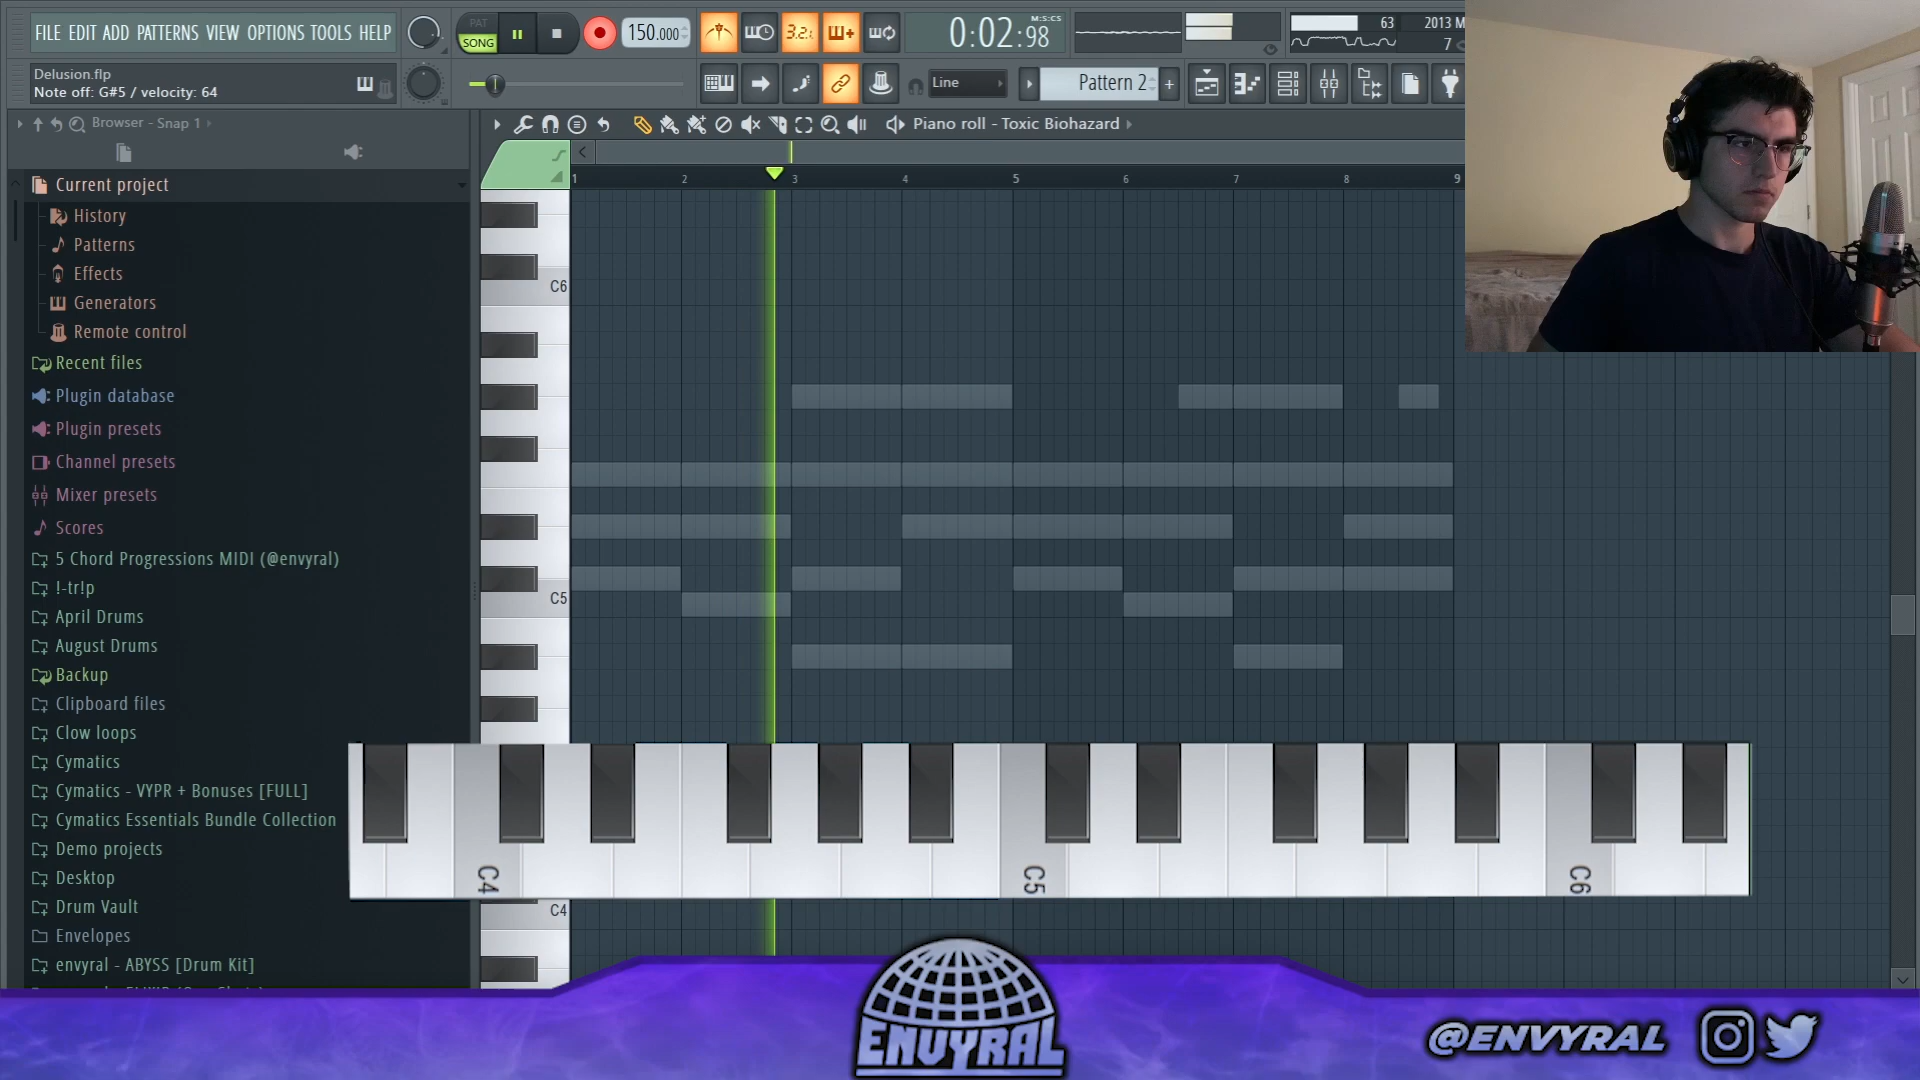 FILE EDIT ADD PATTERNS VIEW OPTIONS TOOLS HELP
PAT
SONG
150.000
3.2.
0:02:98
M:S:CS
63
2013 M
7
Delusion.flp
Note off: G#5 / velocity: 64
Line
Pattern 2
Browser - Snap 1
Piano roll - Toxic Biohazard
1 2 3 4 5 6 7 8 9
Current project
History
Patterns
Effects
Generators
Remote control
Recent files
Plugin database
Plugin presets
Channel presets
Mixer presets
Scores
5 Chord Progressions MIDI (@envyral)
!-tr!p
April Drums
August Drums
Backup
Clipboard files
Clow loops
Cymatics
Cymatics - VYPR + Bonuses [FULL]
Cymatics Essentials Bundle Collection
Demo projects
Desktop
Drum Vault
Envelopes
envyral - ABYSS [Drum Kit]
C6
C5
C4
C4
C5
C6
ENVYRAL
@ENVYRAL